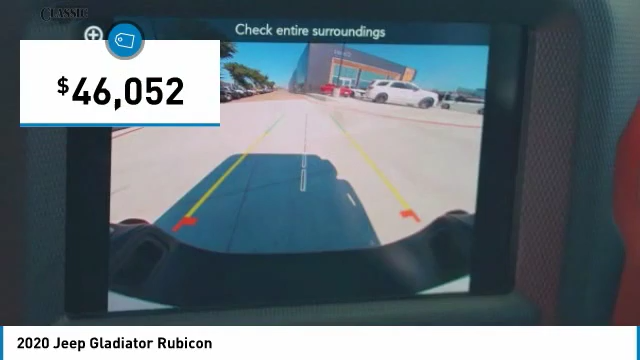 CLASSIC
Check entire surroundings
$46,052
2020 Jeep Gladiator Rubicon